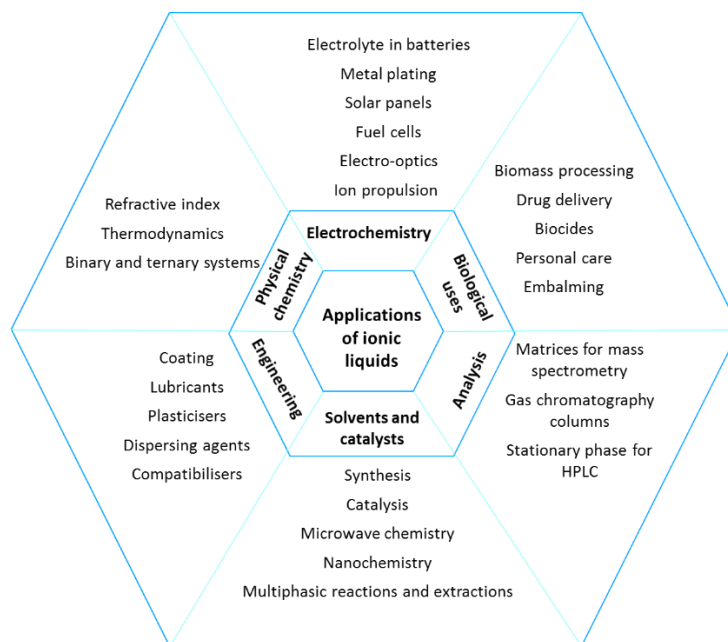 Electrolyte in batteries
Metal plating
Solar panels
Fuel cells
Electro-optics
Ion propulsion
Biomass processing
Drug delivery
Biocides
Personal care
Embalming
Refractive index
Thermodynamics
Binary and ternary systems
Electrochemistry
Physical
chemistry
Biological
uses
Applications
of ionic
liquids
Engineering
Analysis
Solvents and
catalysts
Coating
Lubricants
Plasticisers
Dispersing agents
Compatibilisers
Matrices for mass
spectrometry
Gas chromatography
columns
Stationary phase for
HPLC
Synthesis
Catalysis
Microwave chemistry
Nanochemistry
Multiphasic reactions and extractions